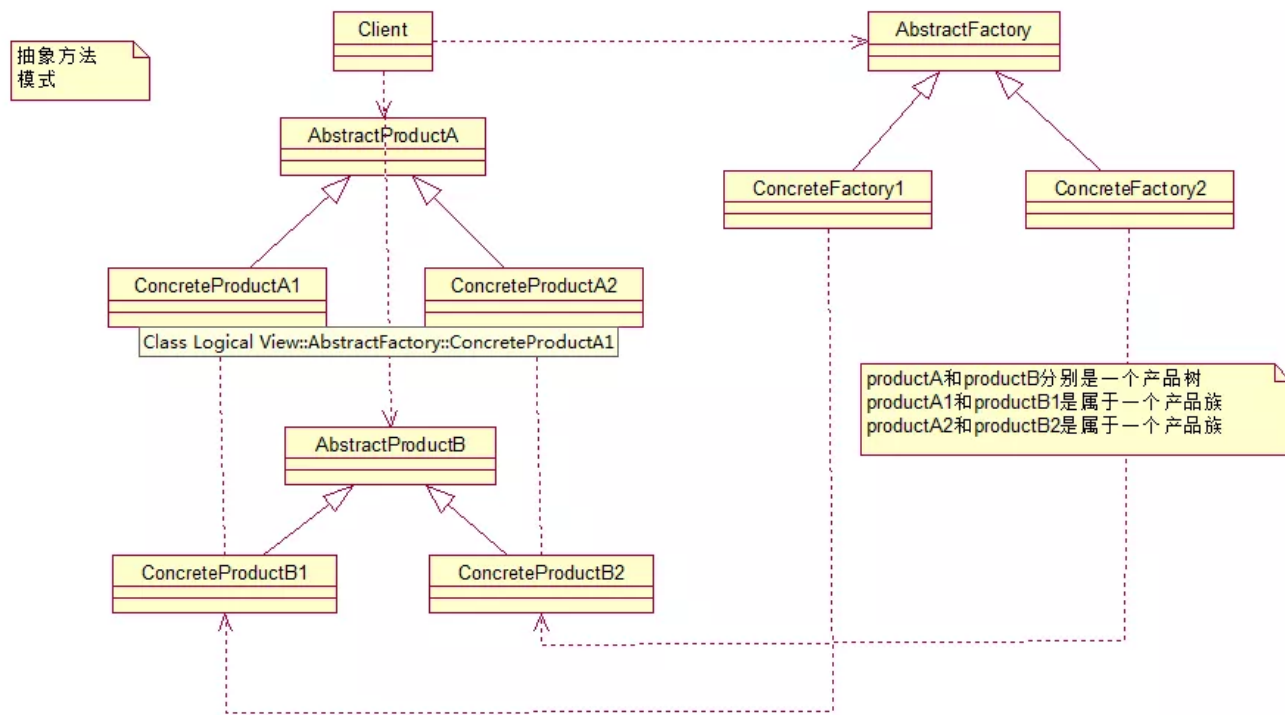 Client
AbstractFactory
抽象方法
模式
AbstractProductA
ConcreteFactory1
ConcreteFactory2
ConcreteProductA1
ConcreteProductA2
Class Logical View::AbstractFactory::ConcreteProductA1
productA和productB分别是一个产品树
productA1和productB1是属于一个产品族
productA2和productB2是属于一个产品族
AbstractProductB
ConcreteProductB1
ConcreteProductB2